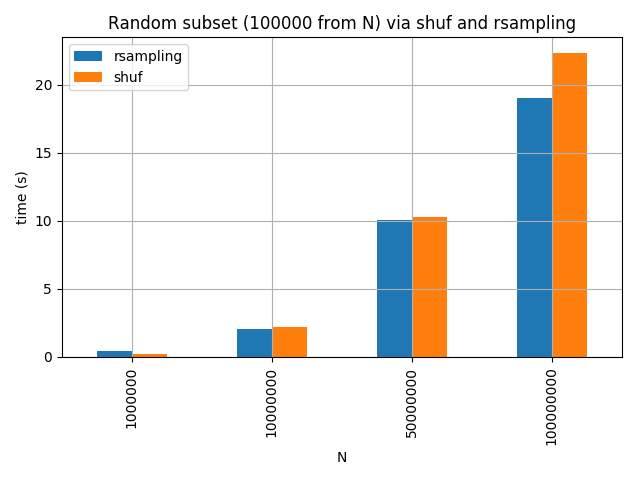 Random subset (100000 from N) via shuf and rsampling
rsampling
shuf
time (s)
20
15
10
5
0
1000000
10000000
50000000
100000000
N